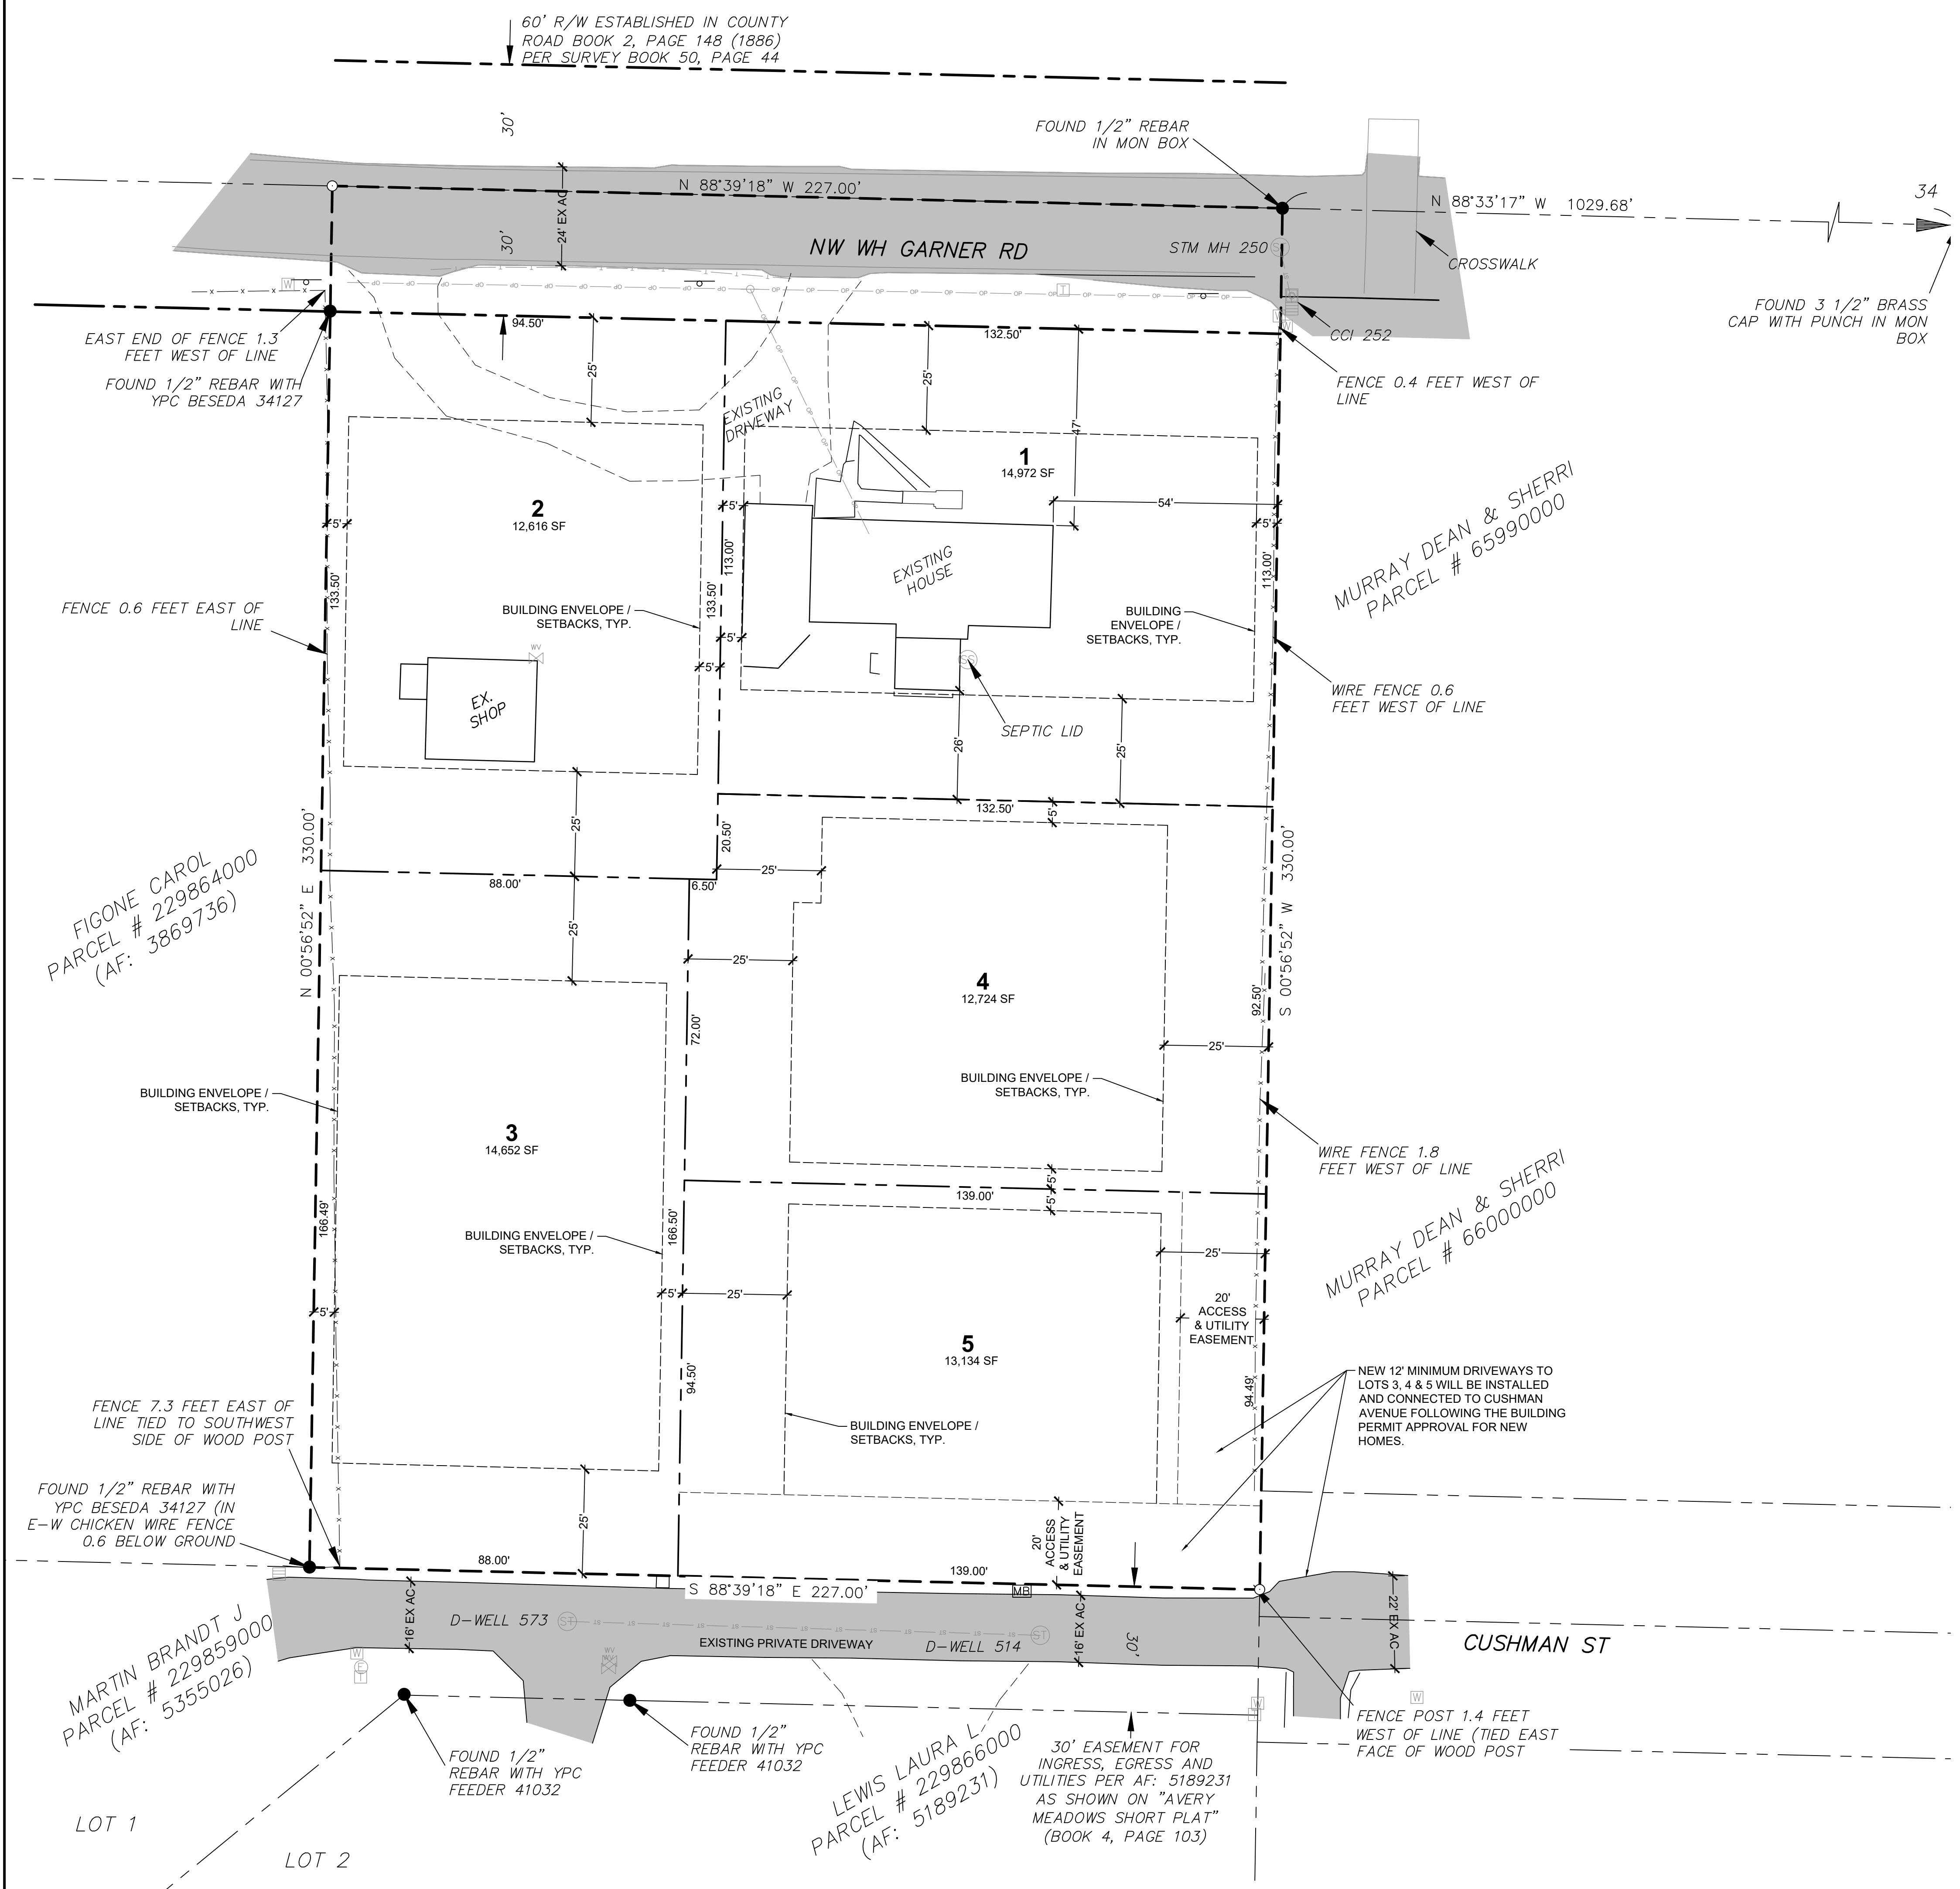 60' R/W ESTABLISHED IN COUNTY
ROAD BOOK 2, PAGE 148 (1886)
PER SURVEY BOOK 50, PAGE 44
30'
FOUND 1/2" REBAR
IN MON BOX
N 88°39'18" W 227.00'
N 88°33'17" W 1029.68'
34
24' EX AC
30'
NW WH GARNER RD
STM MH 250
CROSSWALK
FOUND 3 1/2" BRASS
CAP WITH PUNCH IN MON
BOX
CCI 252
EAST END OF FENCE 1.3
FEET WEST OF LINE
FOUND 1/2" REBAR WITH
YPC BESEDA 34127
94.50'
132.50'
FENCE 0.4 FEET WEST OF
LINE
25'
25'
47'
EXISTING
DRIVEWAY
1
14,972 SF
2
12,616 SF
5'
5'
54'
5'
MURRAY DEAN & SHERRI
PARCEL # 65990000
133.50'
113.00'
133.50'
EXISTING
HOUSE
113.00'
FENCE 0.6 FEET EAST OF
LINE
BUILDING ENVELOPE /
SETBACKS, TYP.
BUILDING
ENVELOPE /
SETBACKS, TYP.
5'
5'
WV
SS
EX.
SHOP
SEPTIC LID
WIRE FENCE 0.6
FEET WEST OF LINE
26'
25'
132.50'
5'
25'
20.50'
25'
N 00°56'52" E 330.00'
S 00°56'52" W 330.00'
88.00'
6.50'
FIGONE CAROL
PARCEL # 229864000
(AF: 3869736)
25'
25'
4
12,724 SF
92.50'
72.00'
25'
BUILDING ENVELOPE /
SETBACKS, TYP.
BUILDING ENVELOPE /
SETBACKS, TYP.
3
14,652 SF
WIRE FENCE 1.8
FEET WEST OF LINE
5'
5'
139.00'
166.49'
166.50'
BUILDING ENVELOPE /
SETBACKS, TYP.
25'
MURRAY DEAN & SHERRI
PARCEL # 66000000
5'
5'
25'
20'
ACCESS
& UTILITY
EASEMENT
5
13,134 SF
94.50'
94.49'
NEW 12' MINIMUM DRIVEWAYS TO
LOTS 3, 4 & 5 WILL BE INSTALLED
AND CONNECTED TO CUSHMAN
AVENUE FOLLOWING THE BUILDING
PERMIT APPROVAL FOR NEW
HOMES.
FENCE 7.3 FEET EAST OF
LINE TIED TO SOUTHWEST
SIDE OF WOOD POST
BUILDING ENVELOPE /
SETBACKS, TYP.
FOUND 1/2" REBAR WITH
YPC BESEDA 34127 (IN
E-W CHICKEN WIRE FENCE
0.6 BELOW GROUND
25'
20'
ACCESS
& UTILITY
EASEMENT
88.00'
139.00'
S 88°39'18" E 227.00'
MB
16' EX AC
D-WELL 573
ST
EXISTING PRIVATE DRIVEWAY
D-WELL 514
ST
16' EX AC
30'
22' EX AC
CUSHMAN ST
MARTIN BRANDT J
PARCEL # 229859000
(AF: 5355026)
FOUND 1/2"
REBAR WITH YPC
FEEDER 41032
FOUND 1/2"
REBAR WITH YPC
FEEDER 41032
LEWIS LAURA L
PARCEL # 229866000
(AF: 5189231)
30' EASEMENT FOR
INGRESS, EGRESS AND
UTILITIES PER AF: 5189231
AS SHOWN ON "AVERY
MEADOWS SHORT PLAT"
(BOOK 4, PAGE 103)
FENCE POST 1.4 FEET
WEST OF LINE (TIED EAST
FACE OF WOOD POST
LOT 1
LOT 2